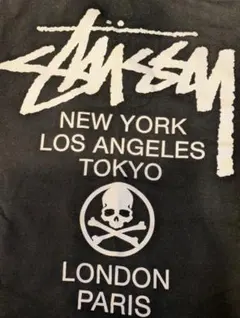 STÜSSY
NEW YORK
LOS ANGELES
TOKYO
LONDON
PARIS